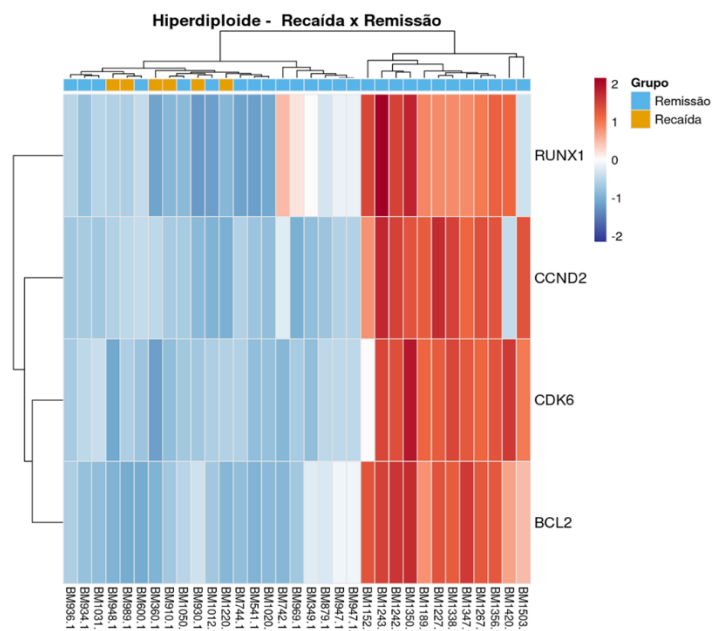 Hiperdiploide - Recaída x Remissão
Grupo
Remissão
Recaída
2
1
0
-1
-2
RUNX1
CCND2
CDK6
BCL2
BM936.1
BM934.1
BM1031.
BM948.1
BM989.1
BM600.1
BM360.1
BM910.1
BM1050.
BM930.1
BM1012.
BM1220.
BM744.1
BM541.1
BM1020.
BM742.1
BM969.1
BM349.1
BM879.1
BM947.1
BM947.1
BM1152.
BM1243.
BM1242.
BM1350.
BM1189.
BM1227.
BM1338.
BM1347.
BM1267.
BM1356.
BM1420.
BM1503.